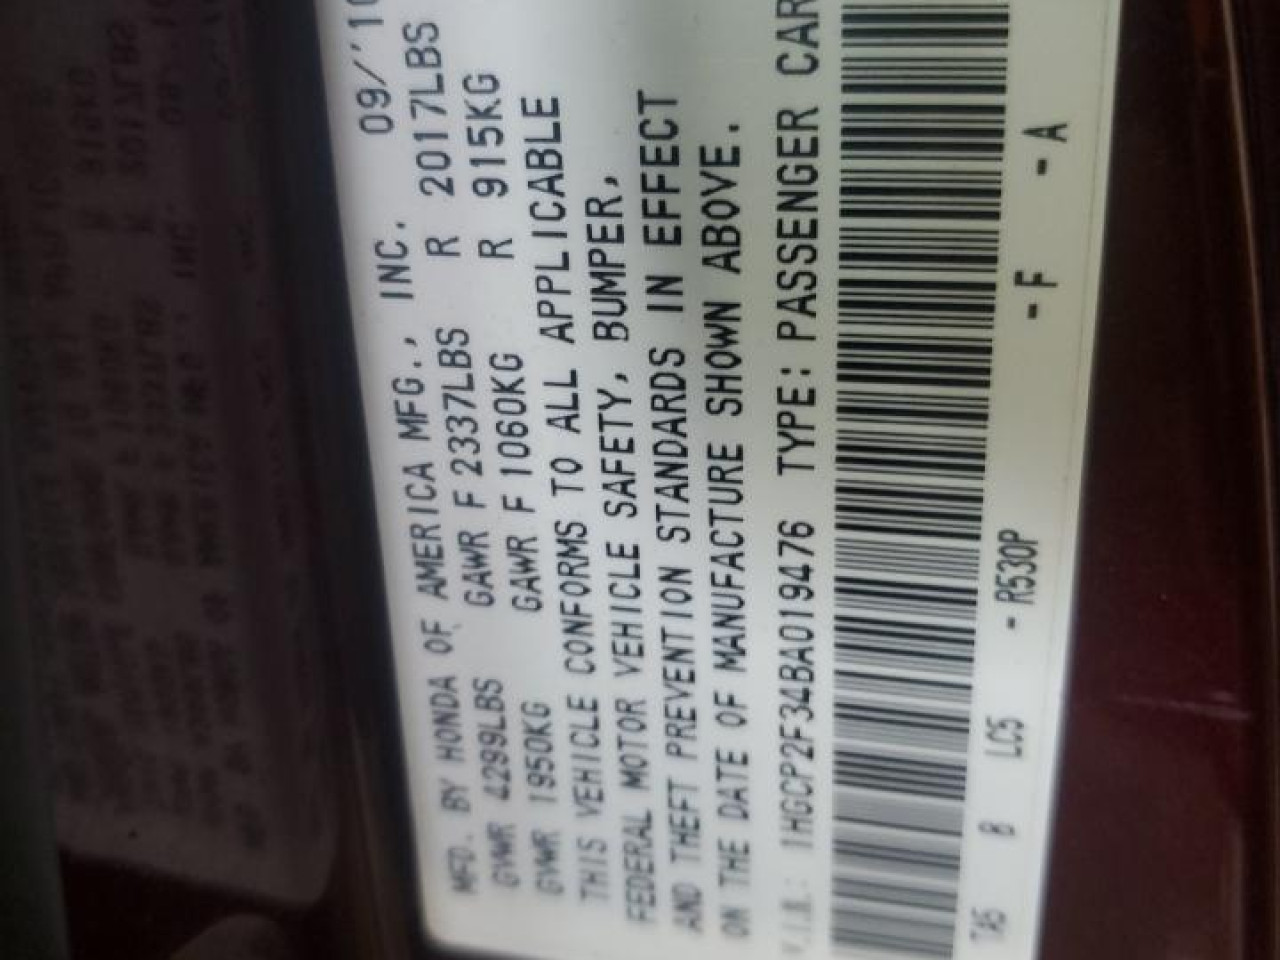 MFD. BY HONDA OF AMERICA MFG., INC. 09/'10
GVWR 4299LBS GAWR F 2337LBS R 2017LBS
GVWR 1950KG GAWR F 1060KG R 915KG
THIS VEHICLE CONFORMS TO ALL APPLICABLE
FEDERAL MOTOR VEHICLE SAFETY, BUMPER,
AND THEFT PREVENTION STANDARDS IN EFFECT
ON THE DATE OF MANUFACTURE SHOWN ABOVE.
V.I.N.: 1HGCP2F34BA019476 TYPE: PASSENGER CAR
TA5 B LC5 - R530P - F - A